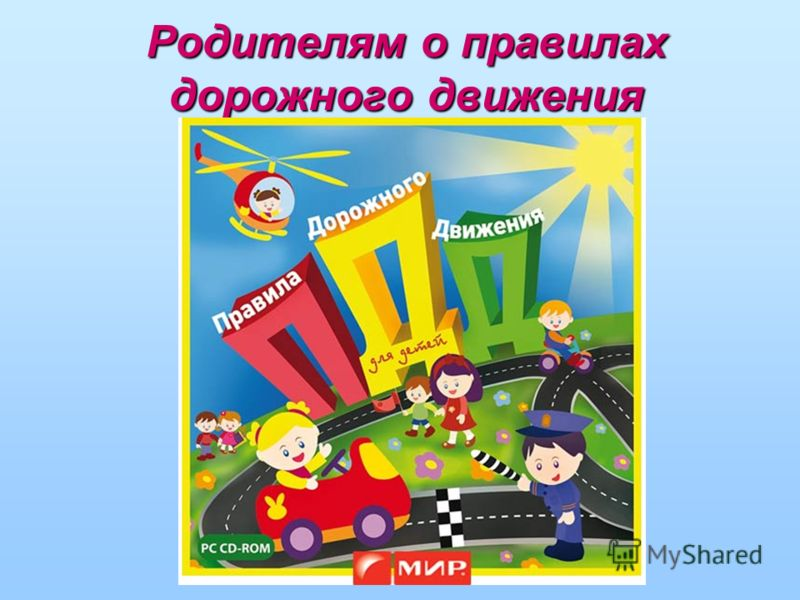 Родителям о правилах
дорожного движения
Правила
Дорожного
Движения
ПДД
для детей
PC CD-ROM
МИР
MyShared